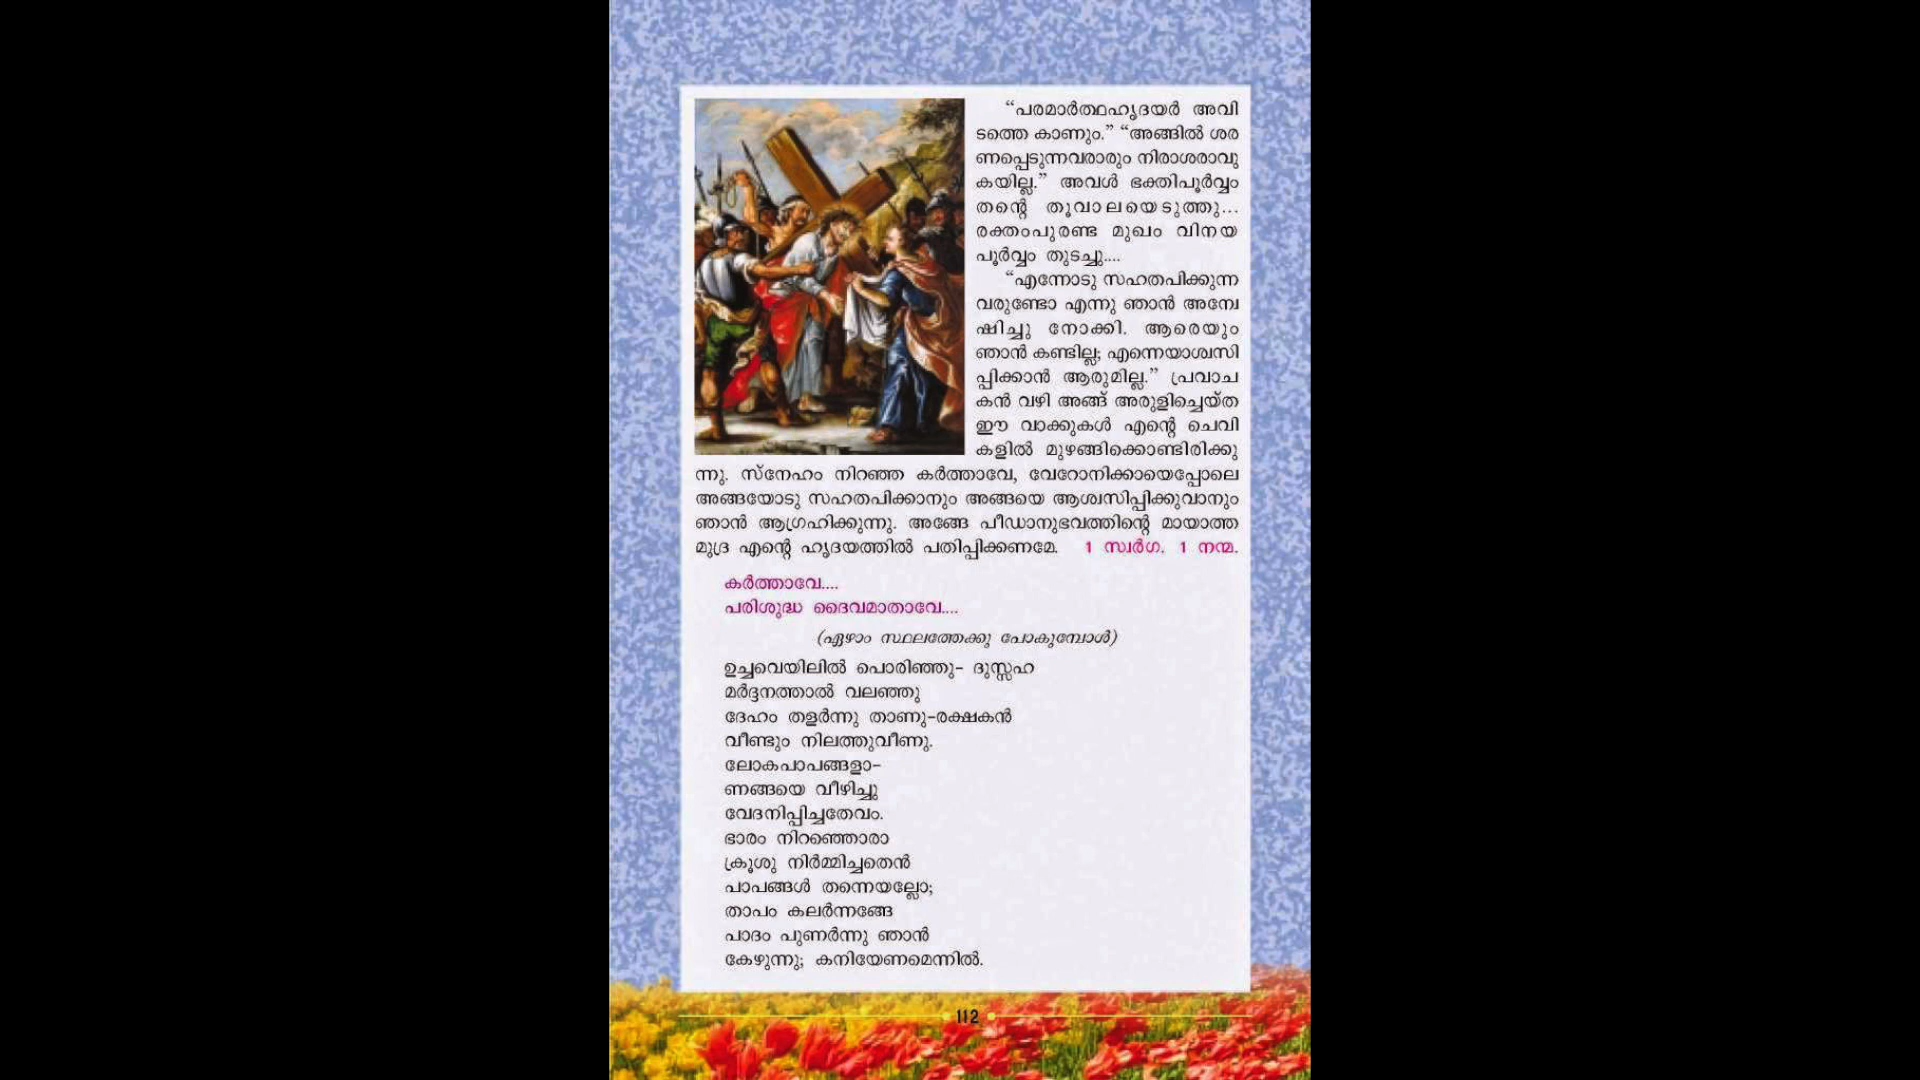 “പരമാർത്ഥഹൃദയർ അവി
ടത്തെ കാണും.” “അങ്ങിൽ ശര
ണപ്പെടുന്നവരാരും നിരാശരാവു
കയില്ല.” അവൾ ഭക്തിപൂർവ്വം
തന്റെ തൂവാലയെടുത്തു...
രക്തംപുരണ്ട മുഖം വിനയ
പൂർവ്വം തുടച്ചു....
“എന്നോടു സഹതപിക്കുന്ന
വരുണ്ടോ എന്നു ഞാൻ അന്വേ
ഷിച്ചു നോക്കി. ആരെയും
ഞാൻ കണ്ടില്ല; എന്നെയാശ്വസി
പ്പിക്കാൻ ആരുമില്ല.” പ്രവാച
കൻ വഴി അങ്ങ് അരുളിച്ചെയ്ത
ഈ വാക്കുകൾ എന്റെ ചെവി
കളിൽ മുഴങ്ങിക്കൊണ്ടിരിക്കു
ന്നു. സ്നേഹം നിറഞ്ഞ കർത്താവേ, വേറോനിക്കായെപ്പോലെ
അങ്ങയോടു സഹതപിക്കാനും അങ്ങയെ ആശ്വസിപ്പിക്കുവാനും
ഞാൻ ആഗ്രഹിക്കുന്നു. അങ്ങേ പീഡാനുഭവത്തിന്റെ മായാത്ത
മുദ്ര എന്റെ ഹൃദയത്തിൽ പതിപ്പിക്കണമേ. 1 സ്വർഗ. 1 നന്മ.
കർത്താവേ....
പരിശുദ്ധ ദൈവമാതാവേ....
(ഏഴാം സ്ഥലത്തേക്കു പോകുമ്പോൾ)
ഉച്ചവെയിലിൽ പൊരിഞ്ഞു- ദുസ്സഹ
മർദ്ദനത്താൽ വലഞ്ഞു
ദേഹം തളർന്നു താണു-രക്ഷകൻ
വീണ്ടും നിലത്തുവീണു.
ലോകപാപങ്ങളാ-
ണങ്ങയെ വീഴിച്ചു
വേദനിപ്പിച്ചതേവം.
ഭാരം നിറഞ്ഞൊരാ
ക്രൂശു നിർമ്മിച്ചതെൻ
പാപങ്ങൾ തന്നെയല്ലോ;
താപം കലർന്നങ്ങേ
പാദം പുണർന്നു ഞാൻ
കേഴുന്നു; കനിയേണമെന്നിൽ.
112